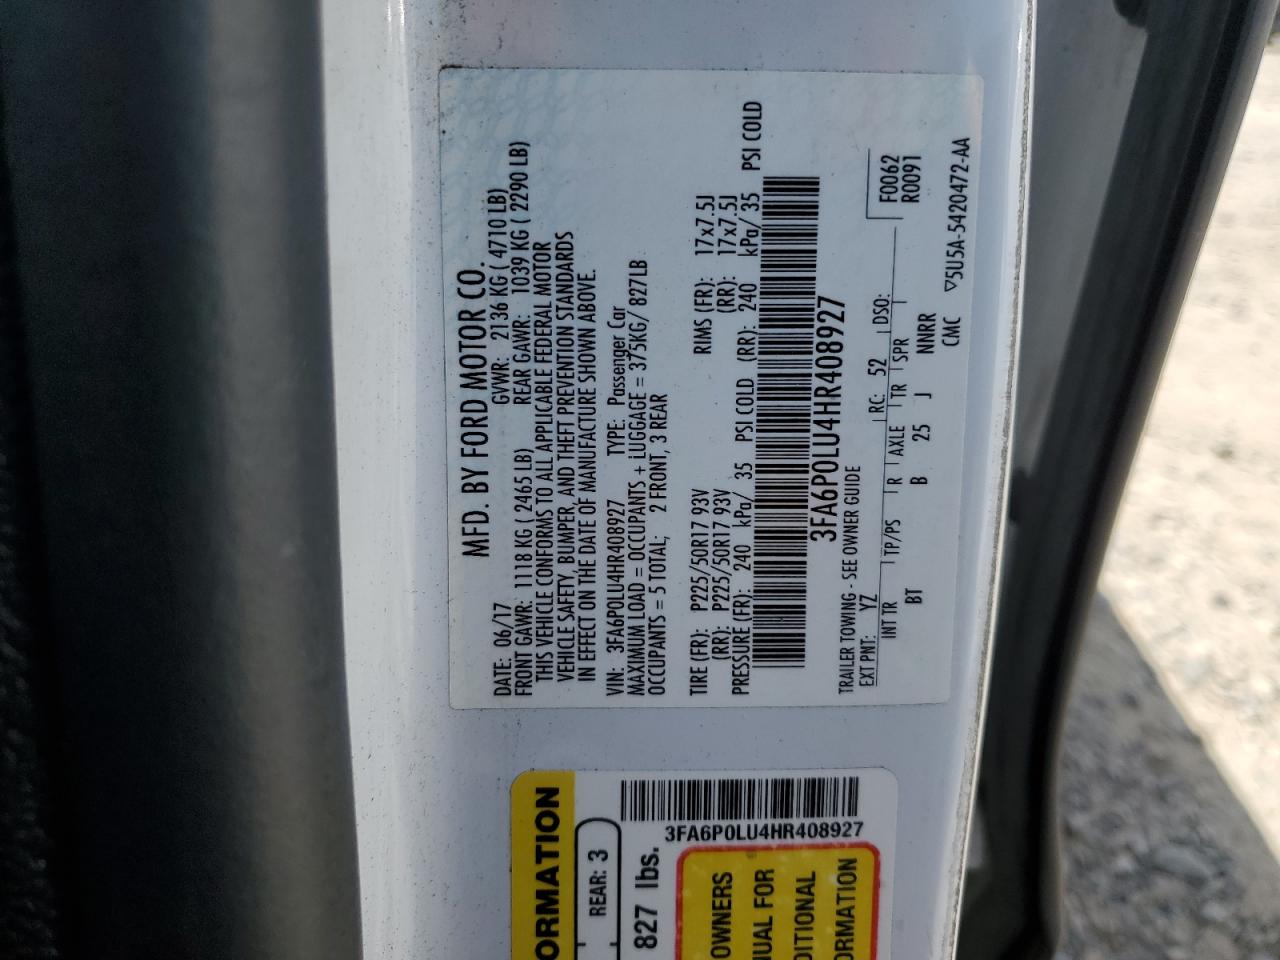 MFD. BY FORD MOTOR CO.
DATE: 06/17 GVWR: 2136 KG ( 4710 LB)
FRONT GAWR: 1118 KG ( 2465 LB) REAR GAWR: 1039 KG ( 2290 LB)
THIS VEHICLE CONFORMS TO ALL APPLICABLE FEDERAL MOTOR
VEHICLE SAFETY, BUMPER, AND THEFT PREVENTION STANDARDS
IN EFFECT ON THE DATE OF MANUFACTURE SHOWN ABOVE.
VIN: 3FA6P0LU4HR408927 TYPE: Passenger Car
MAXIMUM LOAD = OCCUPANTS + LUGGAGE = 375KG/ 827LB
OCCUPANTS = 5 TOTAL; 2 FRONT, 3 REAR
TIRE (FR): P225/50R17 93V RIMS (FR): 17x7.5J
(RR): P225/50R17 93V (RR): 17x7.5J
PRESSURE (FR): 240 kPa/ 35 PSI COLD (RR): 240 kPa/ 35 PSI COLD
3FA6P0LU4HR408927
TRAILER TOWING - SEE OWNER GUIDE
EXT PNT: YZ RC: 52 DSO: F0062
INT TR TP/PS R AXLE TR SPR R0091
BT B 25 J NNRR
CMC ▽5U5A-5420472-AA
ORMATION
REAR: 3
827 lbs.
3FA6P0LU4HR408927
OWNERS
UAL FOR
DITIONAL
ORMATION